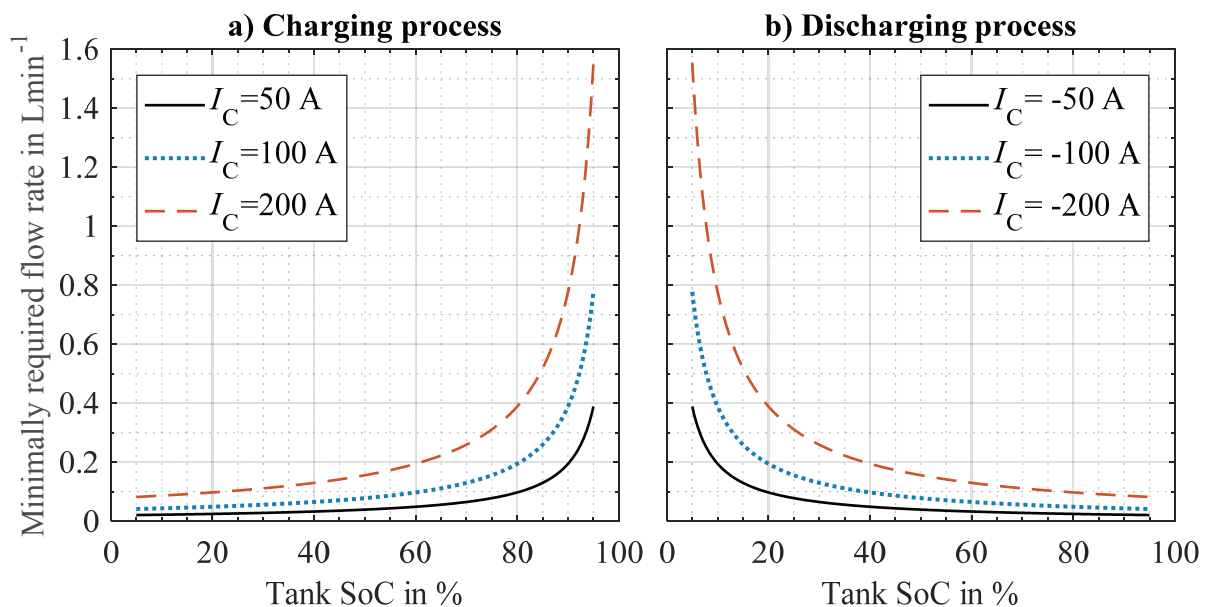 a) Charging process
b) Discharging process
Minimally required flow rate in Lmin-1
1.6
1.4
1.2
1
0.8
0.6
0.4
0.2
0
IC=50 A
IC=100 A
IC=200 A
IC= -50 A
IC= -100 A
IC= -200 A
0 20 40 60 80 100
0 20 40 60 80 100
Tank SoC in %
Tank SoC in %